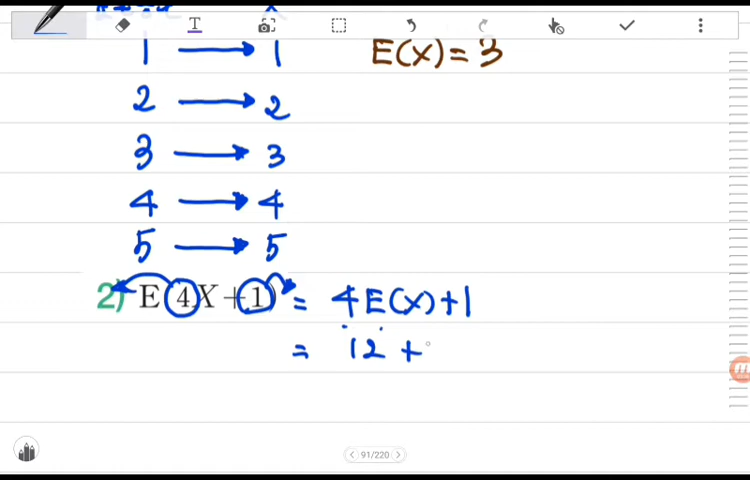 1 → 1
E(X) = 3
2 → 2
3 → 3
4 → 4
5 → 5
2) E(4X+1) = 4E(X)+1
= 12 +
91/220